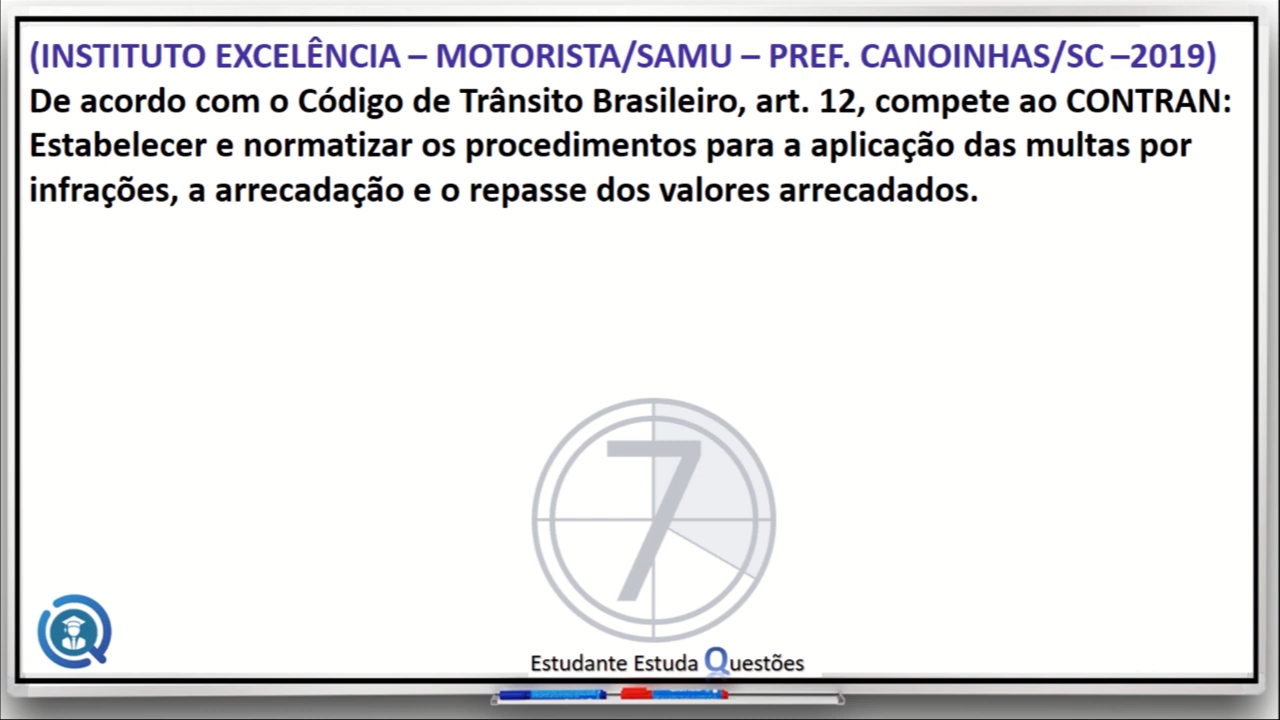 (INSTITUTO EXCELÊNCIA – MOTORISTA/SAMU – PREF. CANOINHAS/SC –2019)
De acordo com o Código de Trânsito Brasileiro, art. 12, compete ao CONTRAN:
Estabelecer e normatizar os procedimentos para a aplicação das multas por
infrações, a arrecadação e o repasse dos valores arrecadados.
7
Estudante Estuda Questões